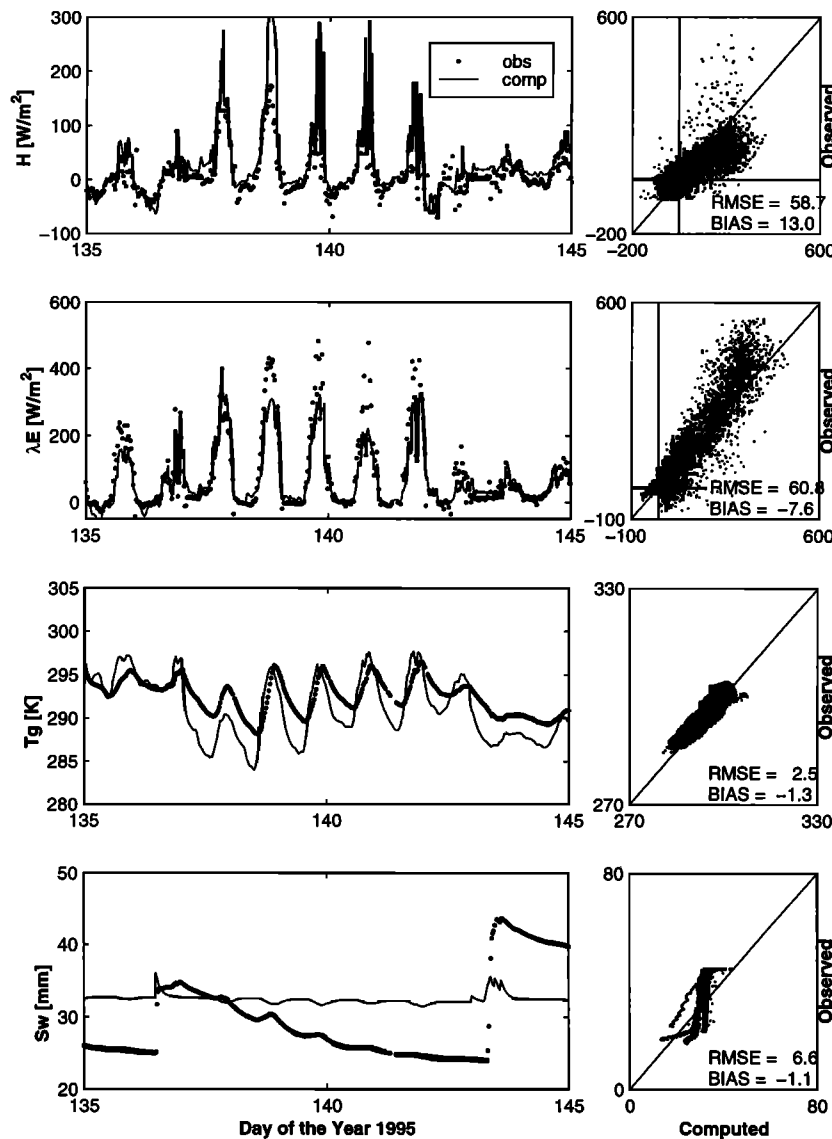 300
200
100
0
−100
H [W/m²]
135
140
145
obs
comp
600
−200
−200
600
Observed
RMSE = 58.7
BIAS = 13.0
600
400
200
0
λE [W/m²]
135
140
145
600
−100
−100
600
Observed
RMSE = 60.8
BIAS = −7.6
305
300
295
290
285
280
Tg [K]
135
140
145
330
270
270
330
Observed
RMSE = 2.5
BIAS = −1.3
50
40
30
20
Sw [mm]
135
140
145
Day of the Year 1995
80
0
0
80
Observed
RMSE = 6.6
BIAS = −1.1
Computed